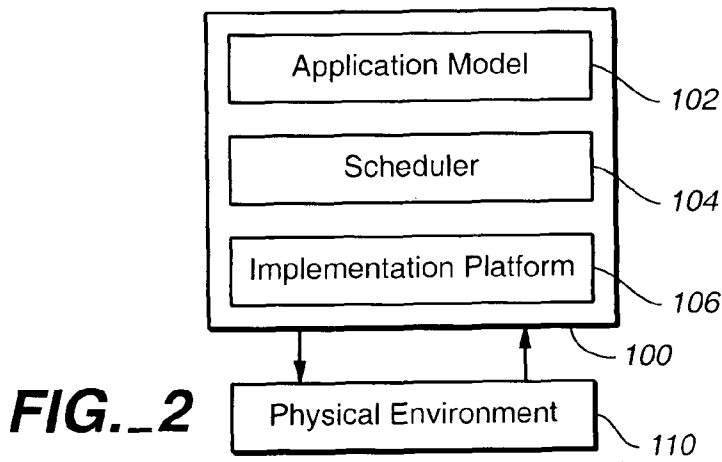 Application Model
102
Scheduler
104
Implementation Platform
106
100
FIG._2
Physical Environment
110